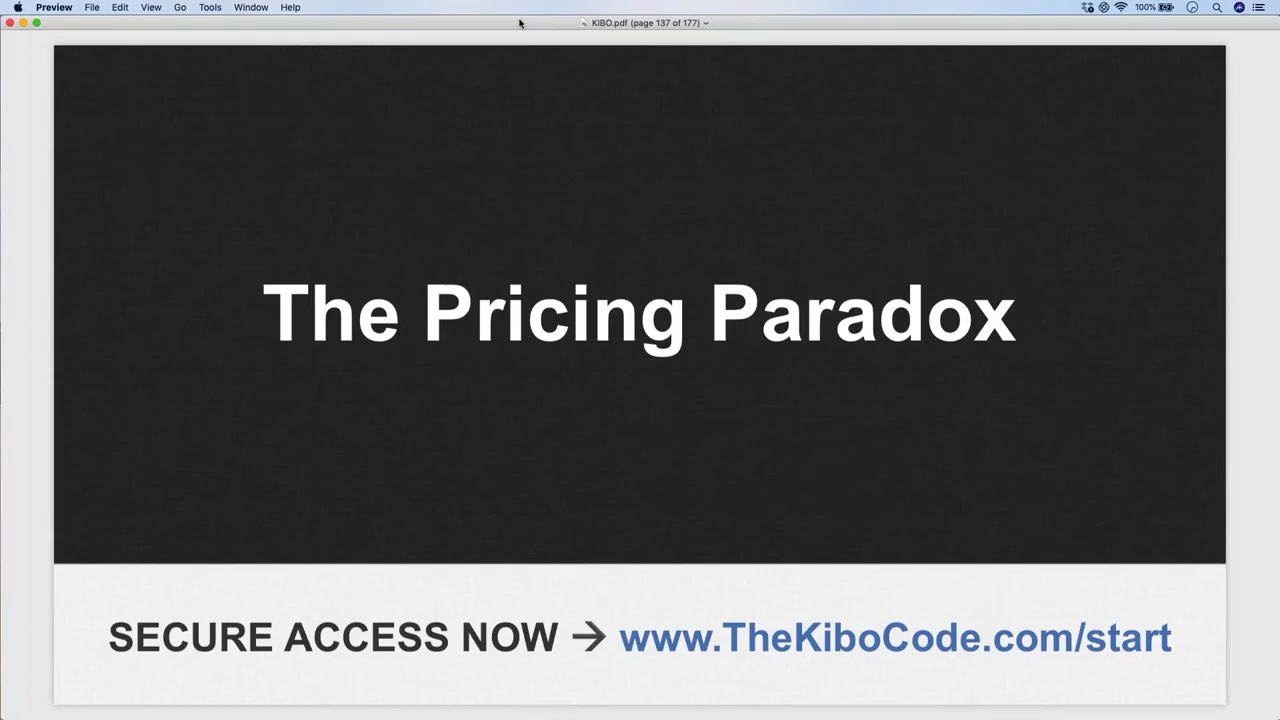 Preview File Edit View Go Tools Window Help 100%
KIBO.pdf (page 137 of 177)
The Pricing Paradox
SECURE ACCESS NOW → www.TheKiboCode.com/start